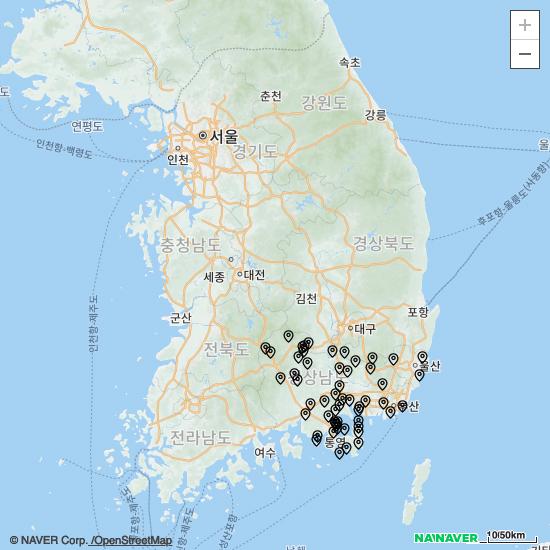 +
−
속초
춘천
강원도
강릉
도
연평도
인천항-백령도
서울
인천
경기도
울
후포항-울릉도(사동항)
충청남도
경상북도
세종
대전
김천
인천항-제주도
군산
대구
포항
전북도
울산
경상남
부산
전라남도
통영
여수
© NAVER Corp. /OpenStreetMap
NA!NAVER
10/50km